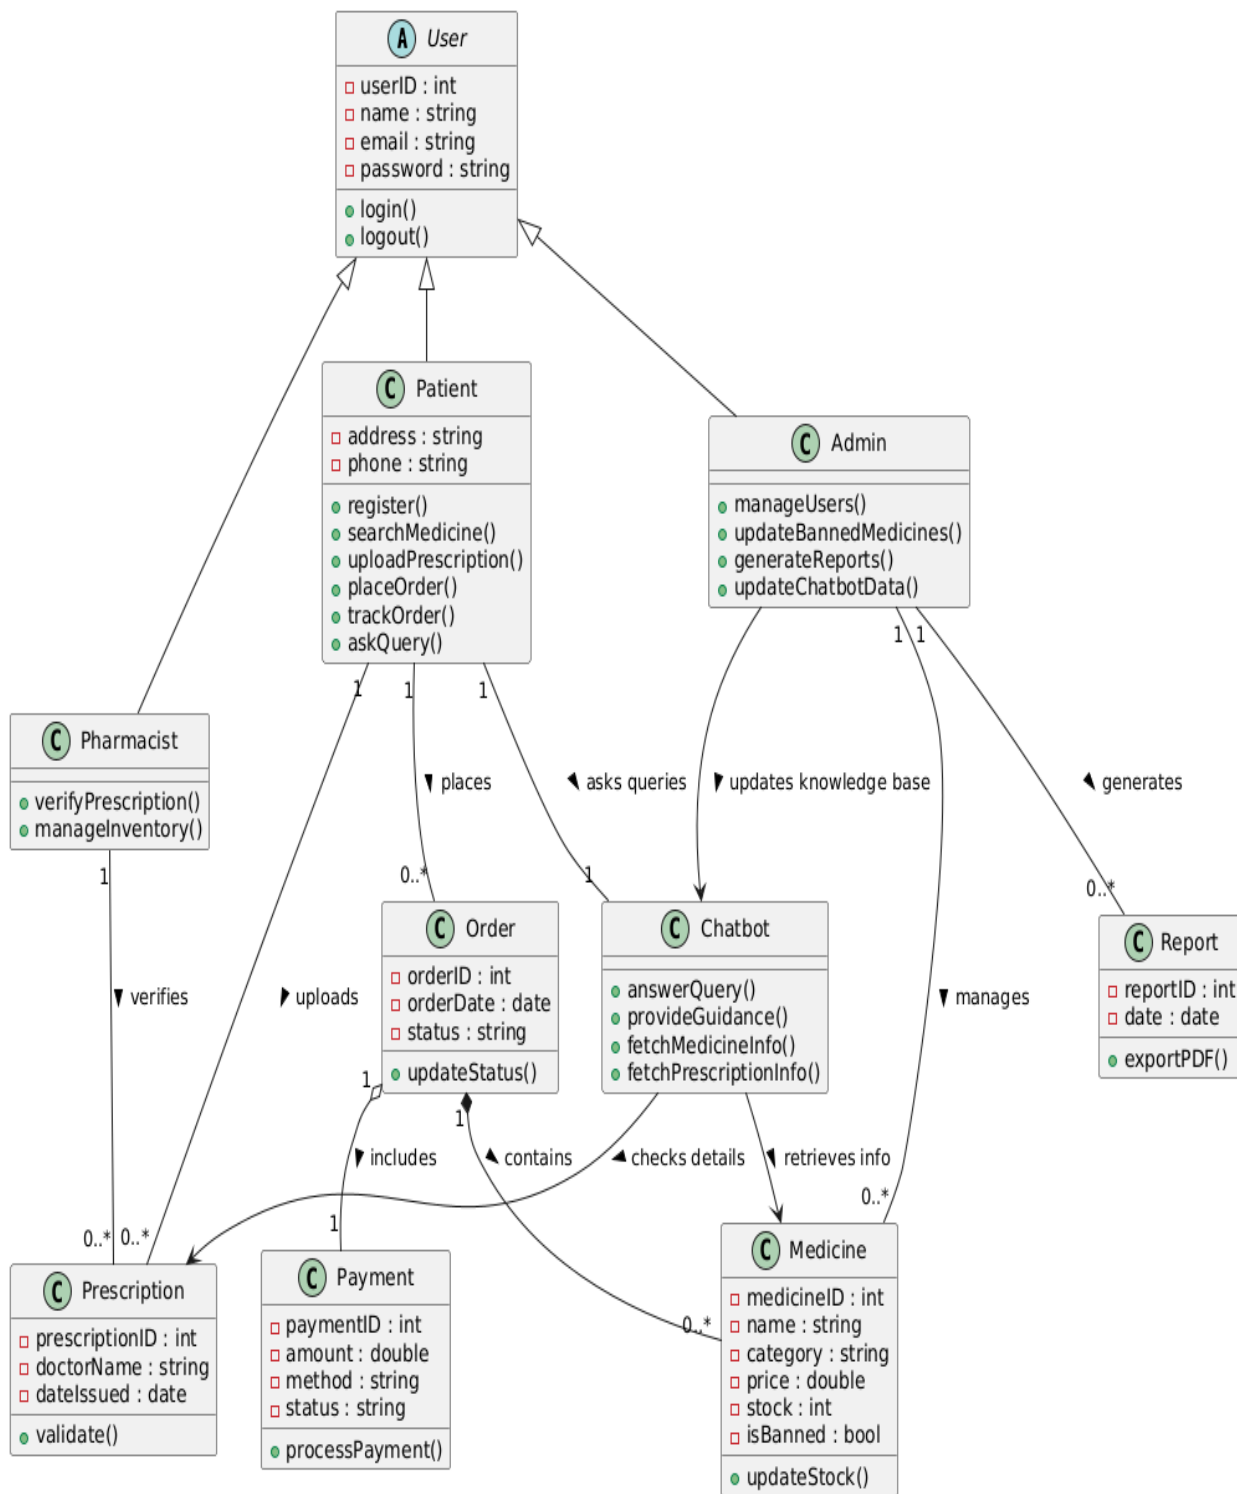 A User
userID : int
name : string
email : string
password : string
login()
logout()
C Patient
address : string
phone : string
register()
searchMedicine()
uploadPrescription()
placeOrder()
trackOrder()
askQuery()
C Admin
manageUsers()
updateBannedMedicines()
generateReports()
updateChatbotData()
C Pharmacist
verifyPrescription()
manageInventory()
1
1
1
1
1
1
places
asks queries
updates knowledge base
generates
0..*
1
0..*
C Order
orderID : int
orderDate : date
status : string
updateStatus()
C Chatbot
answerQuery()
provideGuidance()
fetchMedicineInfo()
fetchPrescriptionInfo()
C Report
reportID : int
date : date
exportPDF()
verifies
uploads
manages
1
1
includes
contains
checks details
retrieves info
0..*
0..*
1
0..*
0..*
C Prescription
prescriptionID : int
doctorName : string
dateIssued : date
validate()
C Payment
paymentID : int
amount : double
method : string
status : string
processPayment()
C Medicine
medicineID : int
name : string
category : string
price : double
stock : int
isBanned : bool
updateStock()